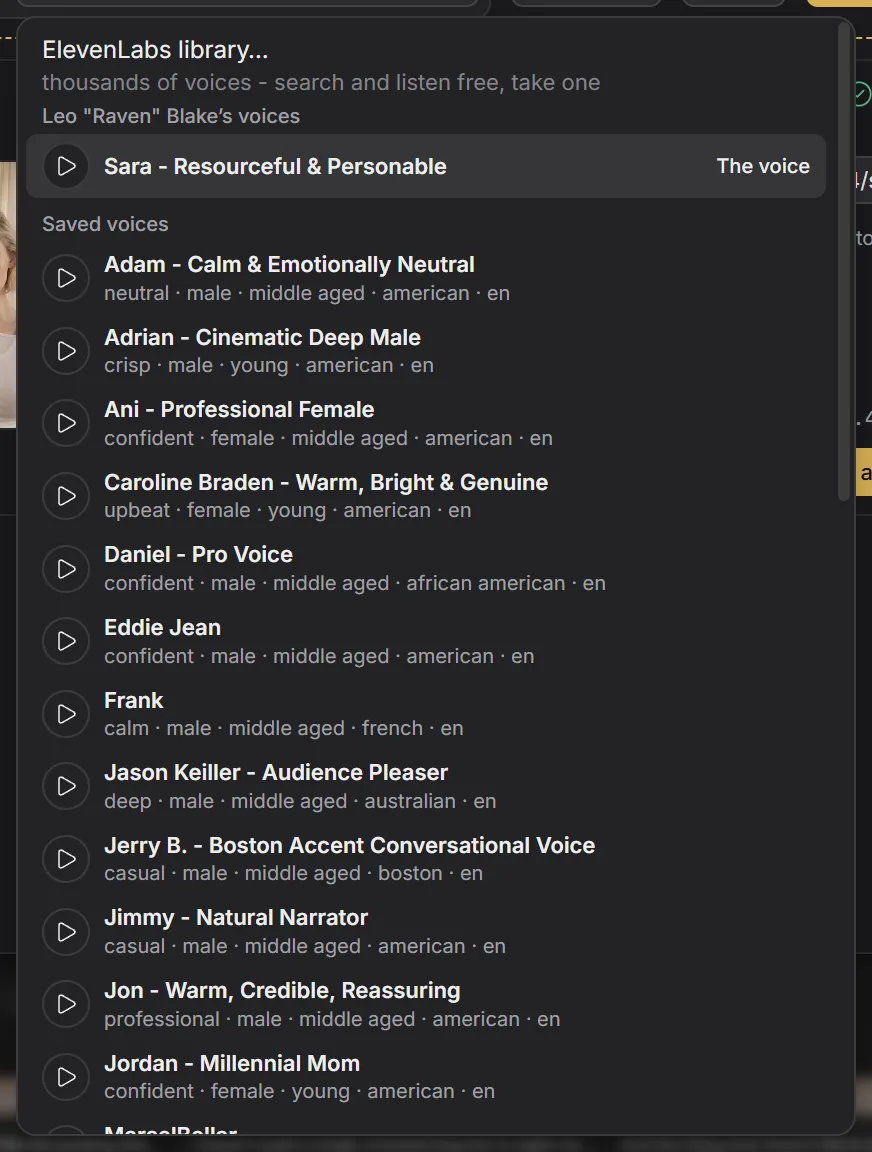 ElevenLabs library...
thousands of voices - search and listen free, take one
Leo "Raven" Blake’s voices
Sara - Resourceful & Personable
The voice
Saved voices
Adam - Calm & Emotionally Neutral
neutral · male · middle aged · american · en
Adrian - Cinematic Deep Male
crisp · male · young · american · en
Ani - Professional Female
confident · female · middle aged · american · en
Caroline Braden - Warm, Bright & Genuine
upbeat · female · young · american · en
Daniel - Pro Voice
confident · male · middle aged · african american · en
Eddie Jean
confident · male · middle aged · american · en
Frank
calm · male · middle aged · french · en
Jason Keiller - Audience Pleaser
deep · male · middle aged · australian · en
Jerry B. - Boston Accent Conversational Voice
casual · male · middle aged · boston · en
Jimmy - Natural Narrator
casual · male · middle aged · american · en
Jon - Warm, Credible, Reassuring
professional · male · middle aged · american · en
Jordan - Millennial Mom
confident · female · young · american · en